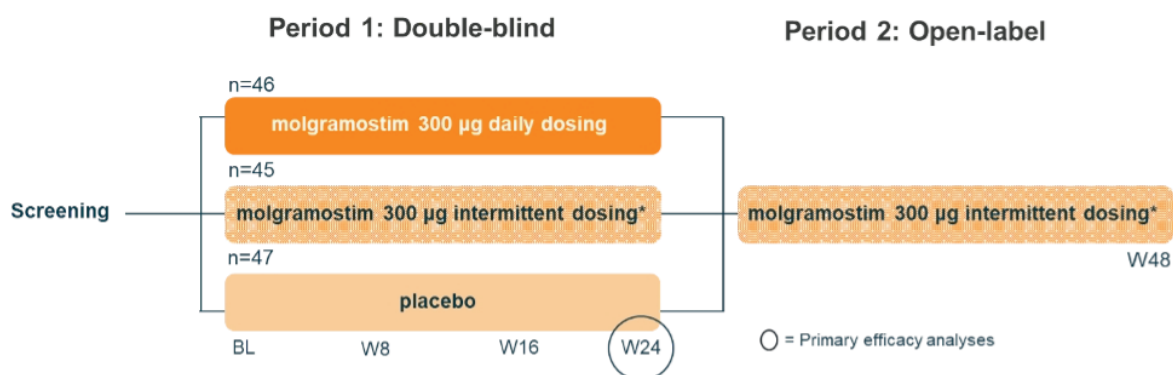 Period 1: Double-blind
Period 2: Open-label
n=46
molgramostim 300 µg daily dosing
n=45
Screening
molgramostim 300 µg intermittent dosing*
molgramostim 300 µg intermittent dosing*
n=47
W48
placebo
BL
W8
W16
W24
= Primary efficacy analyses